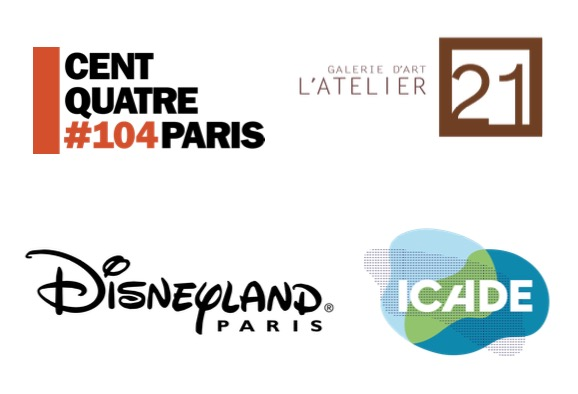 CENT
QUATRE
#104PARIS
GALERIE D'ART
L'ATELIER
21
DISNEYLAND®
PARIS
ICADE